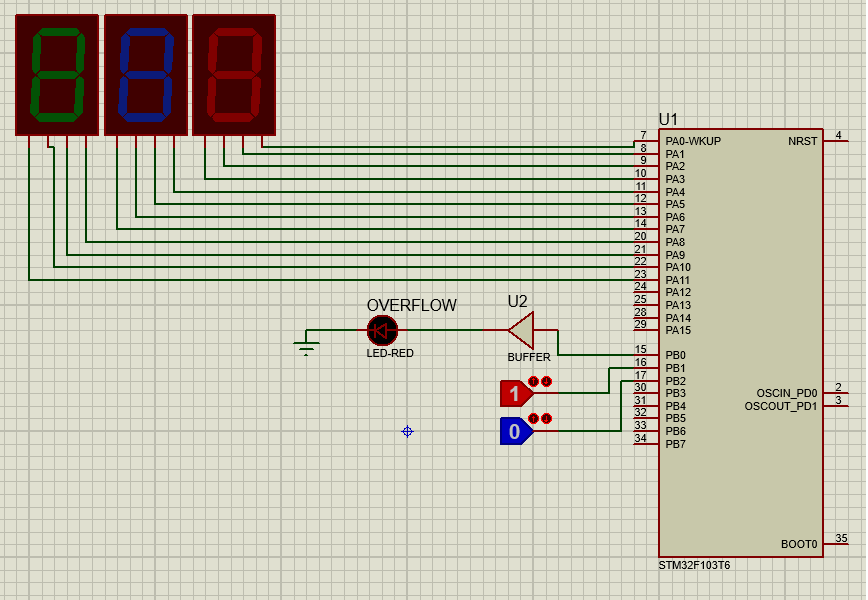 U1
7 PA0-WKUP NRST 4
8 PA1
9 PA2
10 PA3
11 PA4
12 PA5
13 PA6
14 PA7
20 PA8
21 PA9
22 PA10
23 PA11
24 PA12
25 PA13
28 PA14
29 PA15
OVERFLOW
LED-RED
U2
BUFFER
15 PB0
16 PB1
17 PB2
30 PB3 OSCIN_PD0 2
31 PB4 OSCOUT_PD1 3
32 PB5
33 PB6
34 PB7
1
0
BOOT0 35
STM32F103T6